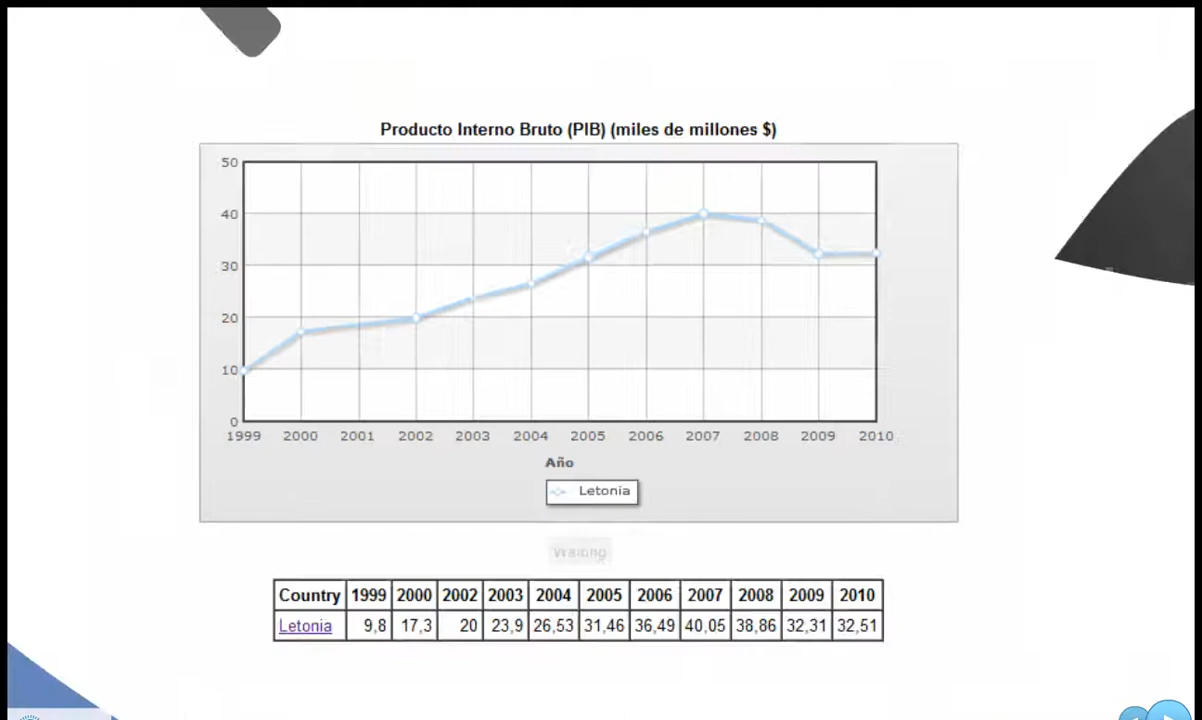 Producto Interno Bruto (PIB) (miles de millones $)
50
40
30
20
10
0
1999 2000 2001 2002 2003 2004 2005 2006 2007 2008 2009 2010
Año
Letonia
Waiting
Country 1999 2000 2002 2003 2004 2005 2006 2007 2008 2009 2010
Letonia 9,8 17,3 20 23,9 26,53 31,46 36,49 40,05 38,86 32,31 32,51